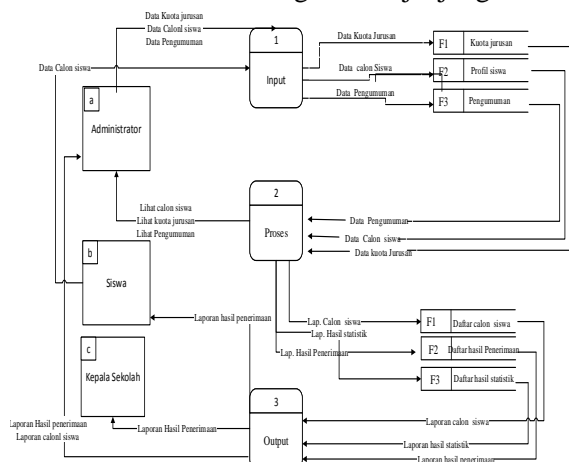 Data Kuota jurusan
Data Calonl siswa
Data Pengumuman
Data Calon siswa
1
Input
Data Kuota Jurusan
Data calon Siswa
Data Pengumuman
F1 Kuota jurusan
F2 Profil siswa
F3 Pengumuman
a
Administrator
Lihat calon siswa
Lihat kuota jurusan
Lihat Pengumuman
2
Proses
Data Pengumuman
Data Calon siswa
Data kuota Jurusan
b
Siswa
Laporan hasil penerimaan
Lap. Calon siswa
Lap. Hasil statistik
Lap. Hasil Penerimaan
F1 Daftar calon siswa
F2 Daftar hasil Penerimaan
F3 Daftar hasil statistik
c
Kepala Sekolah
Laporan Hasil penerimaan
Laporan calonl siswa
Laporan Hasil Penerimaan
3
Output
Laporan calon siswa
Laporan hasil statistik
Laporan hasil penerimaan